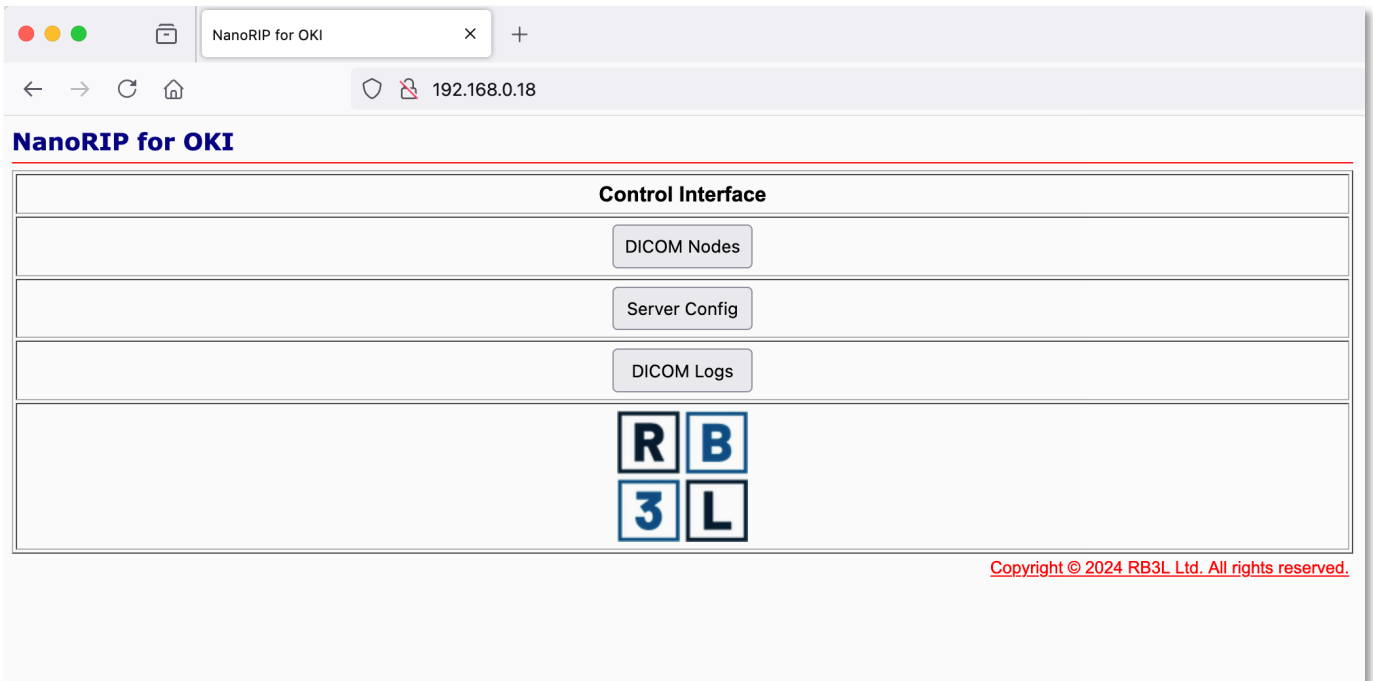 NanoRIP for OKI
192.168.0.18
NanoRIP for OKI
Control Interface
DICOM Nodes
Server Config
DICOM Logs
R B
3 L
Copyright © 2024 RB3L Ltd. All rights reserved.